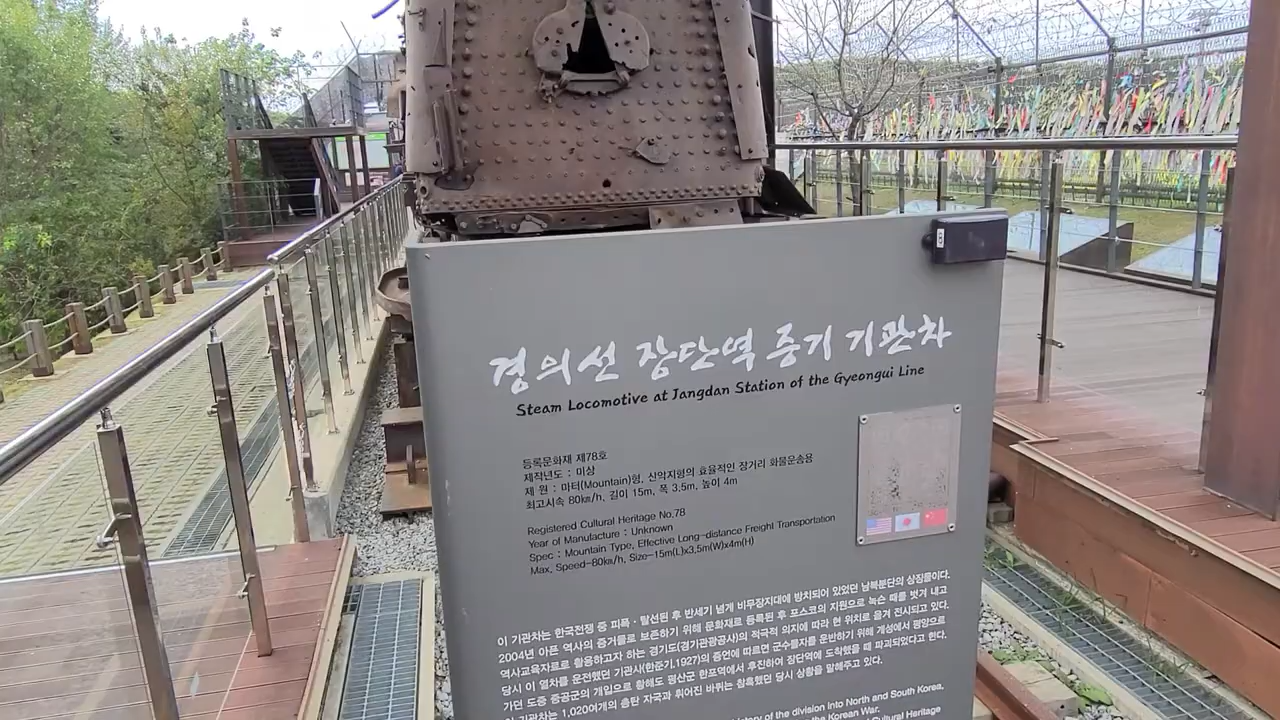 경의선 장단역 증기 기관차
Steam Locomotive at Jangdan Station of the Gyeongui Line
등록문화재 제78호
제작년도 : 미상
제 원 : 마터(Mountain)형, 산악지형의 효율적인 장거리 화물운송용
최고시속 80km/h, 길이 15m, 폭 3.5m, 높이 4m
Registered Cultural Heritage No.78
Year of Manufacture : Unknown
Spec : Mountain Type, Effective Long-distance Freight Transportation
Max. Speed-80km/h, Size-15m(L)x3.5m(W)x4m(H)
이 기관차는 한국전쟁 중 피폭·탈선된 후 반세기 넘게 비무장지대에 방치되어 있었던 남북분단의 상징물이다.
2004년 아픈 역사의 증거물로 보존하기 위해 문화재로 등록된 후 포스코의 지원으로 녹슨 때를 벗겨 내고
역사교육자료로 활용하고자 하는 경기도(경기관광공사)의 적극적 의지에 따라 현 위치로 옮겨 전시되고 있다.
당시 이 열차를 운전했던 기관사(한준기,1927)의 증언에 따르면 군수물자를 운반하기 위해 개성에서 평양으로
가던 도중 중공군의 개입으로 황해도 평산군 한포역에서 후진하여 장단역에 도착했을 때 파괴되었다고 한다.
이 기관차는 1,020여개의 총탄 자국과 휘어진 바퀴는 참혹했던 당시 상황을 말해주고 있다.
history of the division into North and South Korea,
the Korean War.
Cultural Heritage